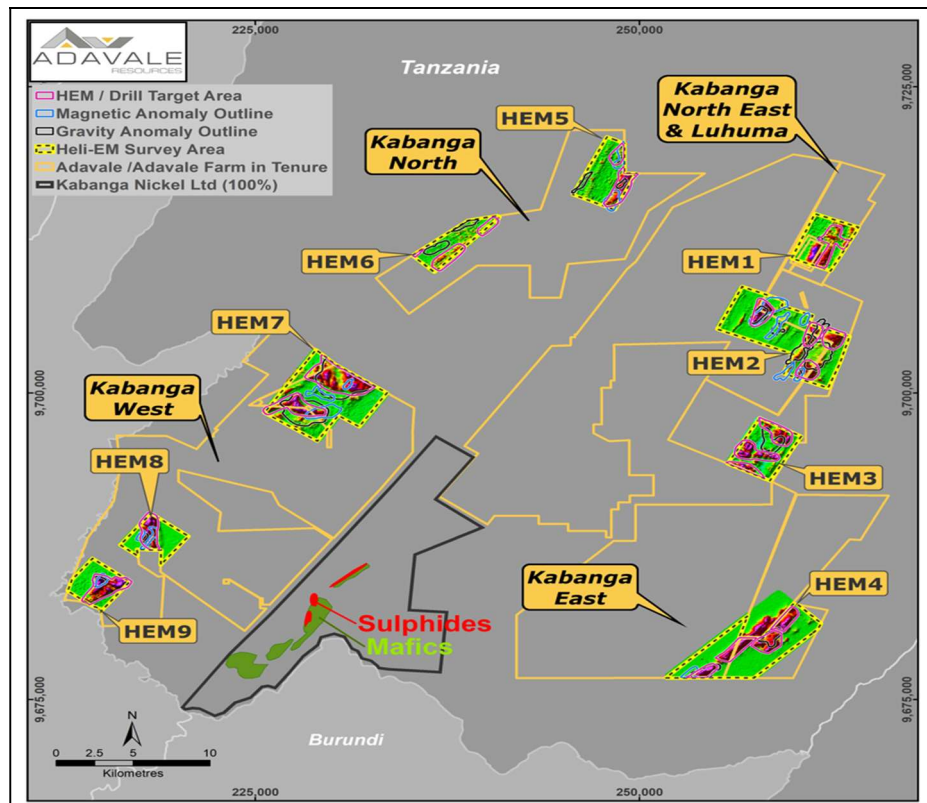 ADAVALE
RESOURCES
HEM / Drill Target Area
Magnetic Anomaly Outline
Gravity Anomaly Outline
Heli-EM Survey Area
Adavale /Adavale Farm in Tenure
Kabanga Nickel Ltd (100%)
225,000
250,000
Tanzania
9,725,000
9,725,000
Kabanga
North East
& Luhuma
HEM5
Kabanga
North
HEM6
HEM1
HEM7
HEM2
9,700,000
9,700,000
Kabanga
West
HEM8
HEM3
Kabanga
East
HEM4
HEM9
Sulphides
Mafics
9,675,000
9,675,000
N
Burundi
0 2.5 5 10
Kilometres
225,000
250,000